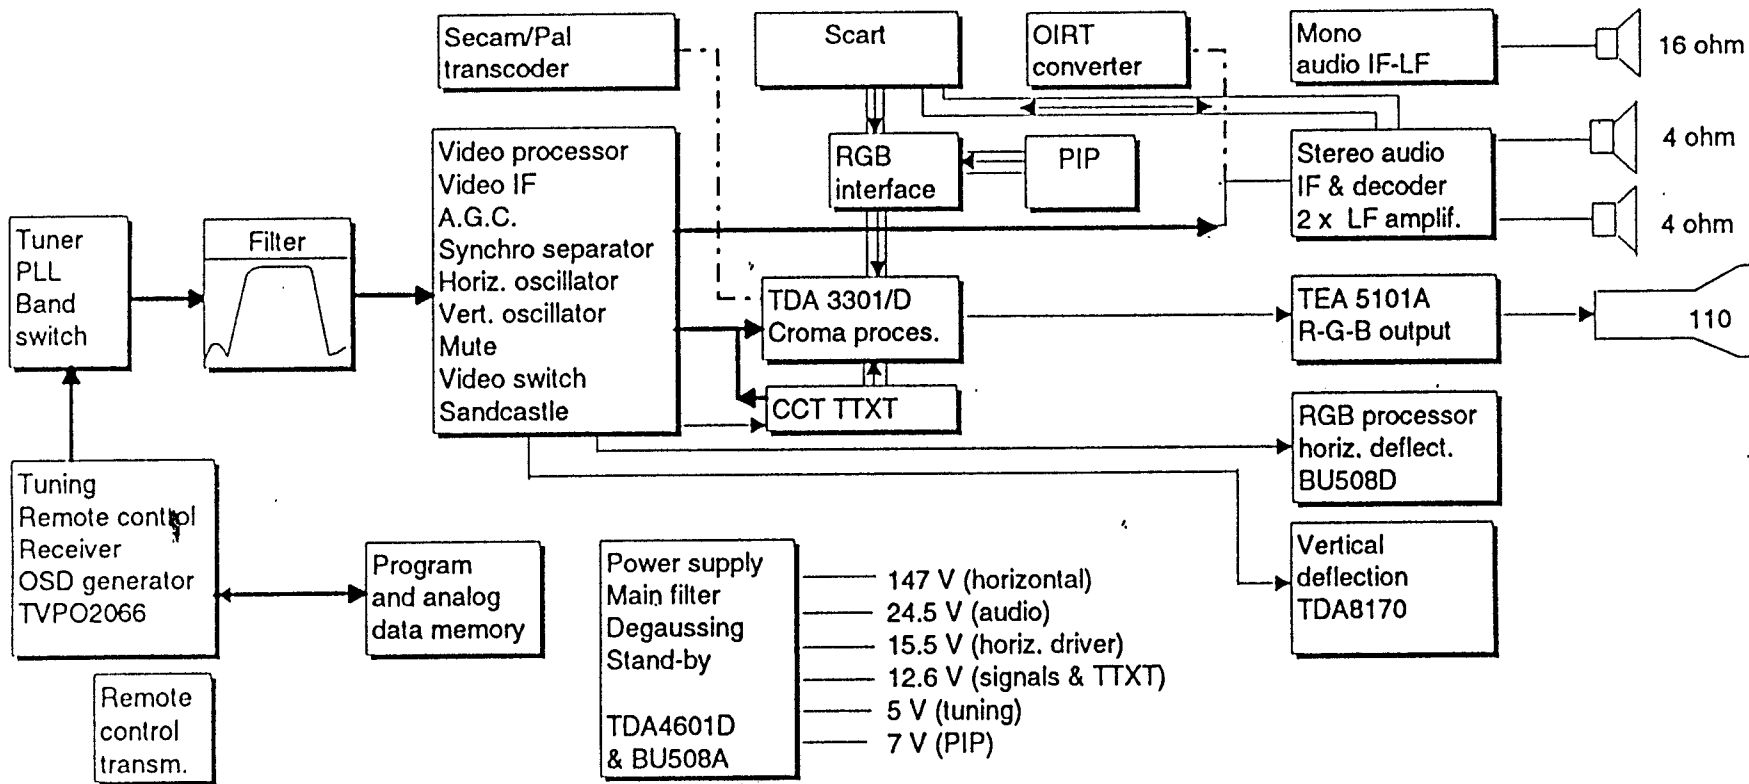 Secam/Pal
transcoder
Scart
OIRT
converter
Mono
audio IF-LF
16 ohm
Video processor
Video IF
A.G.C.
Synchro separator
Horiz. oscillator
Vert. oscillator
Mute
Video switch
Sandcastle
RGB
interface
PIP
Stereo audio
IF & decoder
2 x LF amplif.
4 ohm
4 ohm
Tuner
PLL
Band
switch
Filter
TDA 3301/D
Croma proces.
TEA 5101A
R-G-B output
110
CCT TTXT
RGB processor
horiz. deflect.
BU508D
Tuning
Remote control
Receiver
OSD generator
TVPO2066
Program
and analog
data memory
Power supply
Main filter
Degaussing
Stand-by
TDA4601D
& BU508A
147 V (horizontal)
24.5 V (audio)
15.5 V (horiz. driver)
12.6 V (signals & TTXT)
5 V (tuning)
7 V (PIP)
Vertical
deflection
TDA8170
Remote
control
transm.